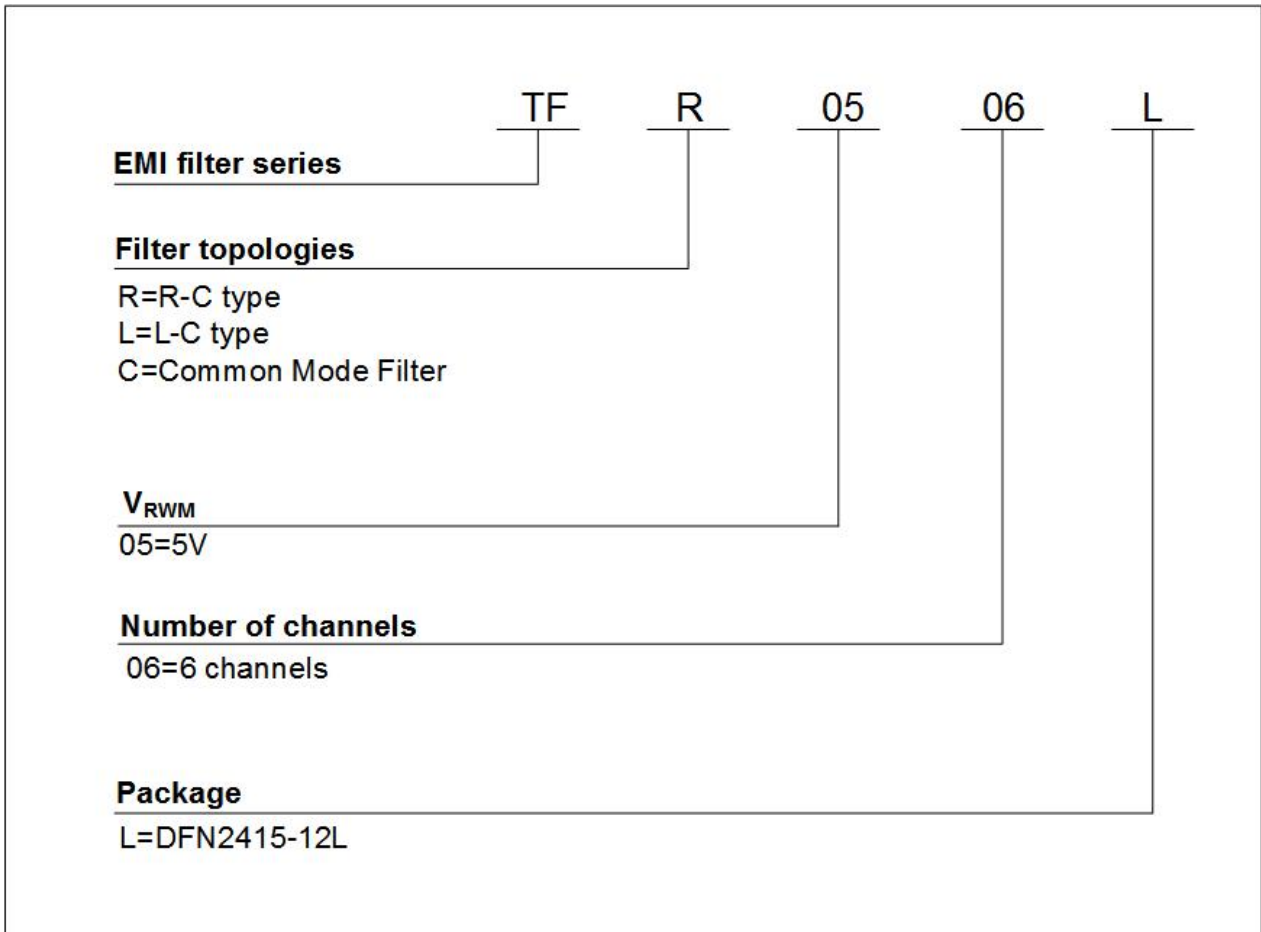 TF R 05 06 L
EMI filter series
Filter topologies
R=R-C type
L=L-C type
C=Common Mode Filter
VRWM
05=5V
Number of channels
06=6 channels
Package
L=DFN2415-12L